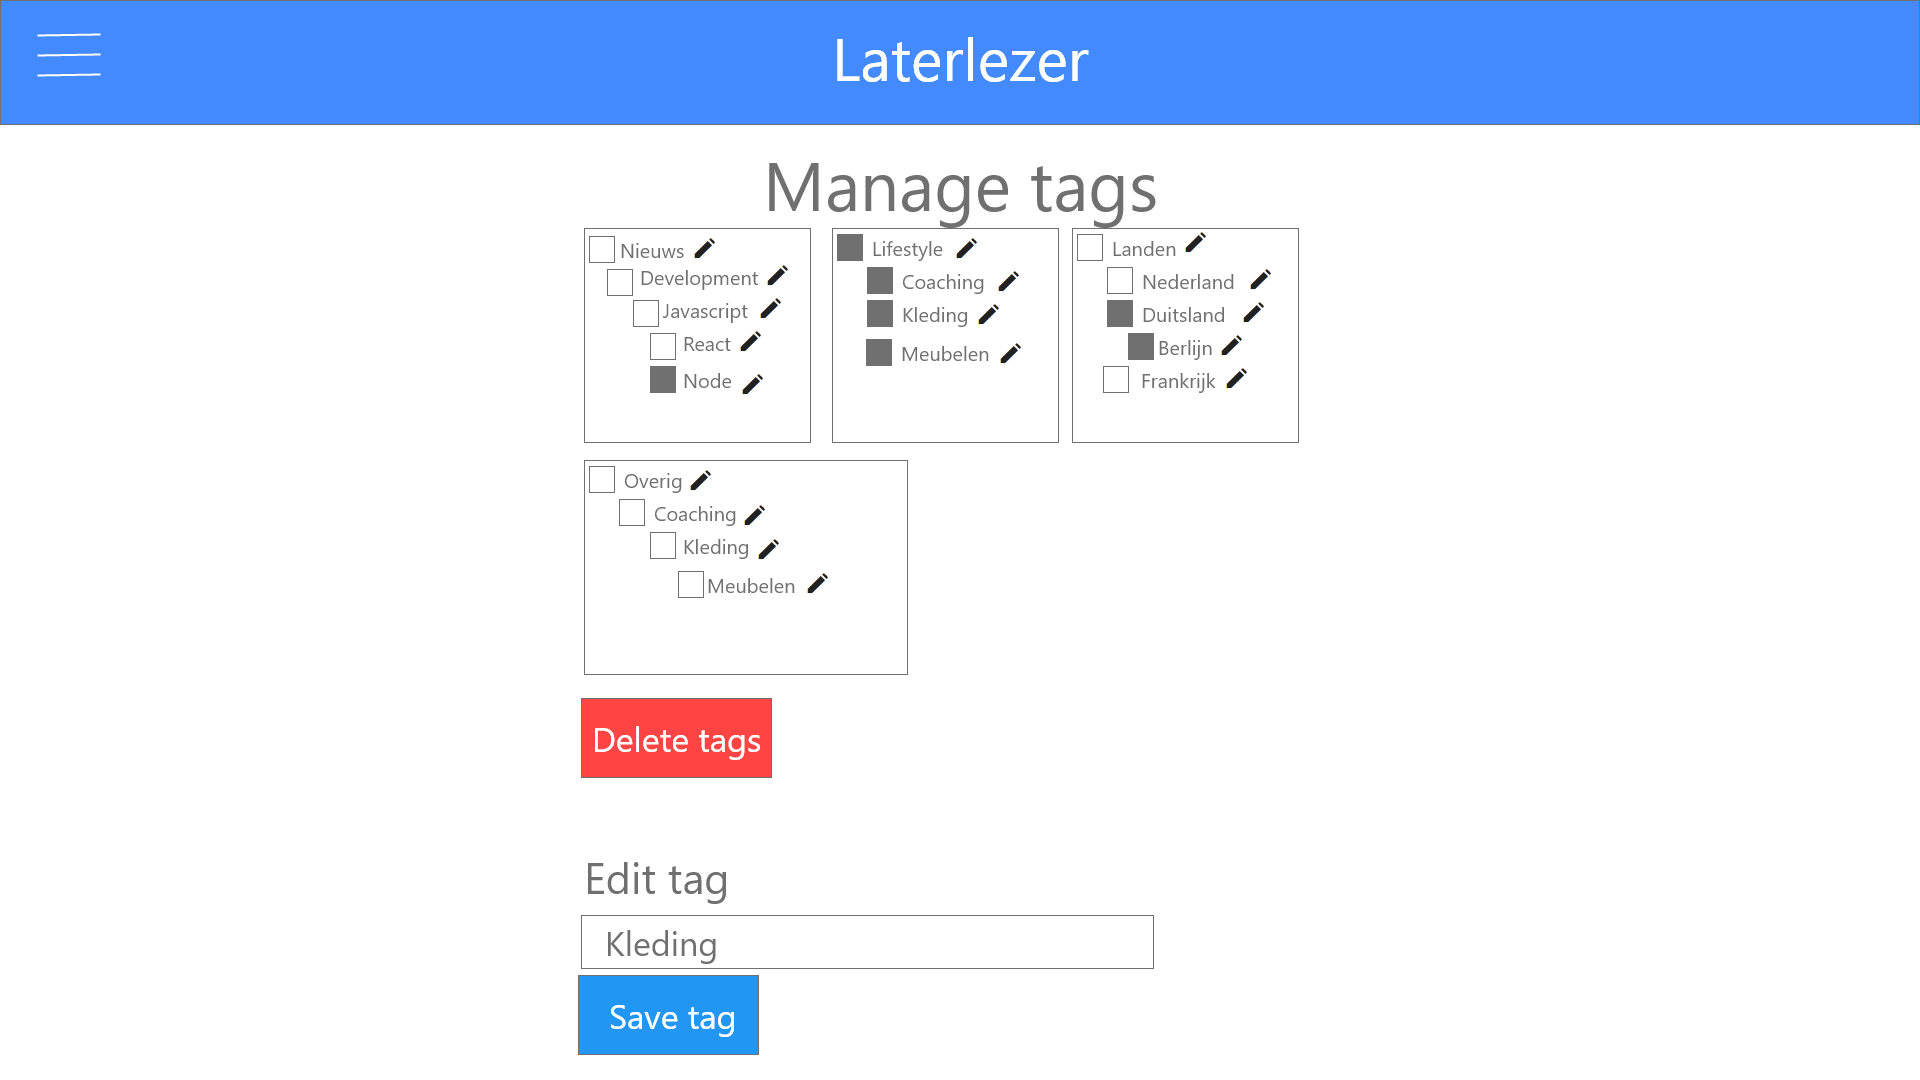 Laterlezer
Manage tags
Nieuws
Development
Javascript
React
Node
Lifestyle
Coaching
Kleding
Meubelen
Landen
Nederland
Duitsland
Berlijn
Frankrijk
Overig
Coaching
Kleding
Meubelen
Delete tags
Edit tag
Kleding
Save tag